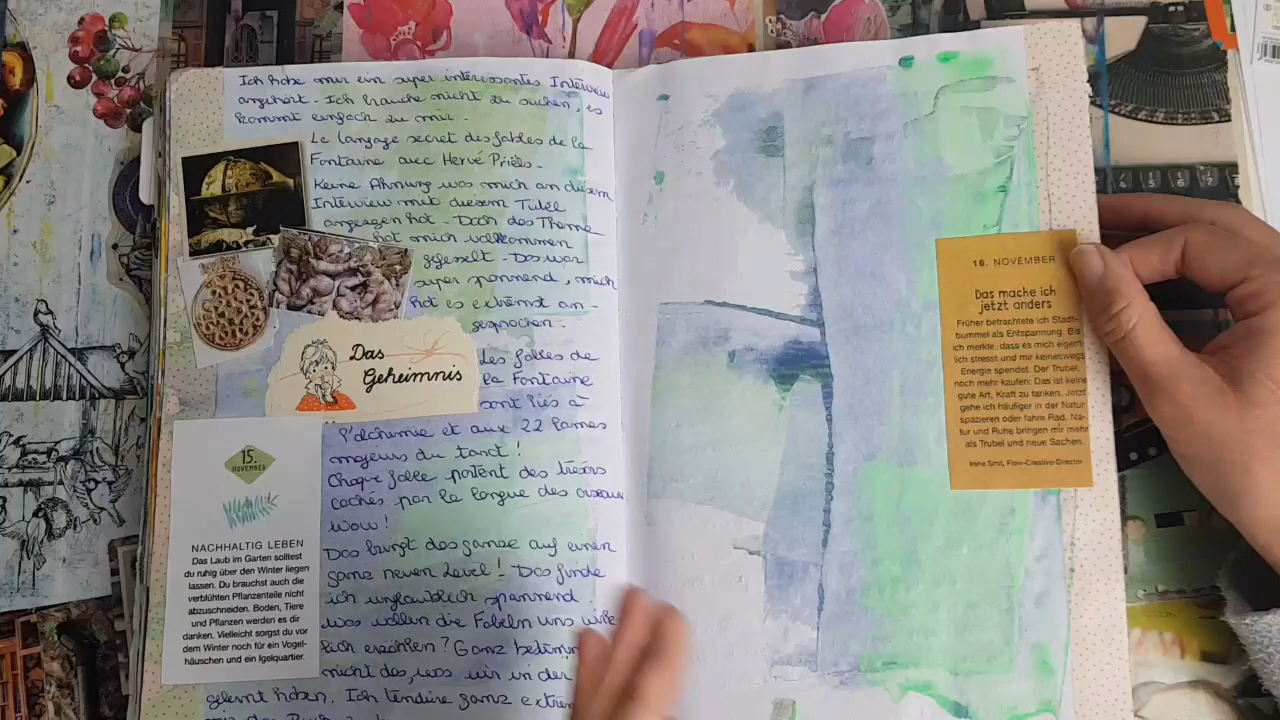 Ich habe mir ein super interessantes Interview
angehört. Ich brauche nicht zu suchen, es
kommt einfach zu mir.
Le langage secret des fables de la
Fontaine avec Hervé
Keine Ahnung was mich an diesem
Interview mit diesem Titel
angezogen hat. Doch das Thema
hat mich vollkommen
gefesselt. Das war
super spannend, mich
hat es extremst an-
gesprochen.
Das
Geheimnis
Les fables de
la Fontaine
sont liés à
l'alchimie et aux 22 lames
majeurs du tarot!
Chaque fable portent des trésors
cachés par la langue des oiseaux
wow!
Das bringt das ganze auf einen
ganz neuen Level! Das finde
ich unglaublich spannend.
was wollen die Fabeln uns wirk
lich erzählen? Ganz bestimm
nicht das, was wir in der
gelernt haben. Ich tendiere ganz extrem
15.
NOVEMBER
NACHHALTIG LEBEN
Das Laub im Garten solltest
du ruhig über den Winter liegen
lassen. Du brauchst auch die
verblühten Pflanzenteile nicht
abzuschneiden. Boden, Tiere
und Pflanzen werden es dir
danken. Vielleicht sorgst du vor
dem Winter noch für ein Vogel-
häuschen und ein Igelquartier.
16. NOVEMBER
Das mache ich
jetzt anders
Früher betrachtete ich Stadt-
bummel als Entspannung. Bis
ich merkte, dass es mich eigent-
lich stresst und mir keineswegs
Energie spendet. Der Trubel,
noch mehr kaufen: Das ist keine
gute Art, Kraft zu tanken. Jetzt
gehe ich häufiger in der Natur
spazieren oder fahre Rad. Na-
tur und Ruhe bringen mir mehr
als Trubel und neue Sachen.
Irene Smit, Flow-Creative-Director